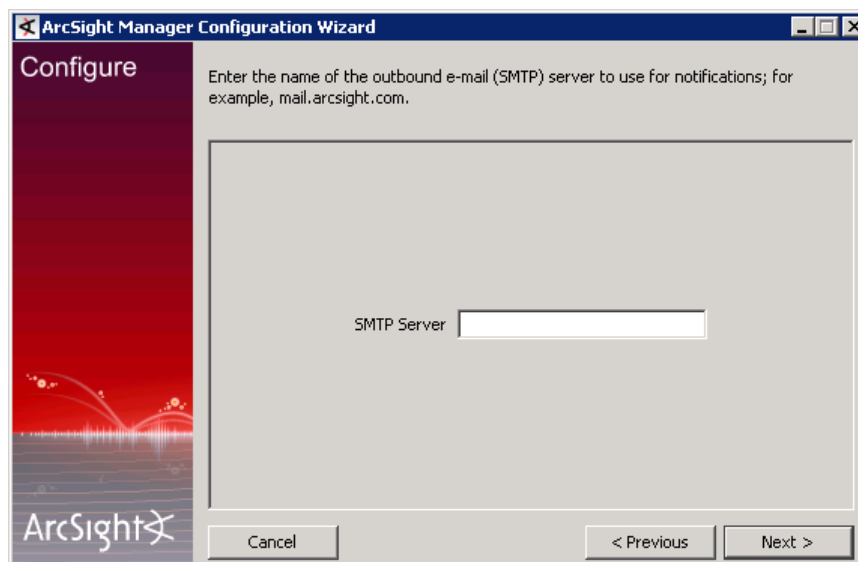 ArcSight Manager Configuration Wizard
Configure
Enter the name of the outbound e-mail (SMTP) server to use for notifications; for
example, mail.arcsight.com.
SMTP Server
ArcSight
Cancel
< Previous
Next >